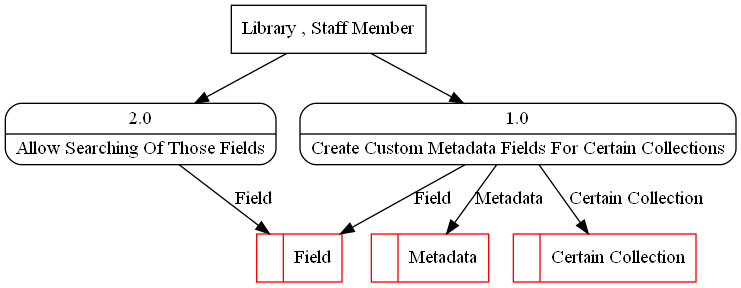 Library , Staff Member
2.0
Allow Searching Of Those Fields
1.0
Create Custom Metadata Fields For Certain Collections
Field
Field
Metadata
Certain Collection
Field
Metadata
Certain Collection